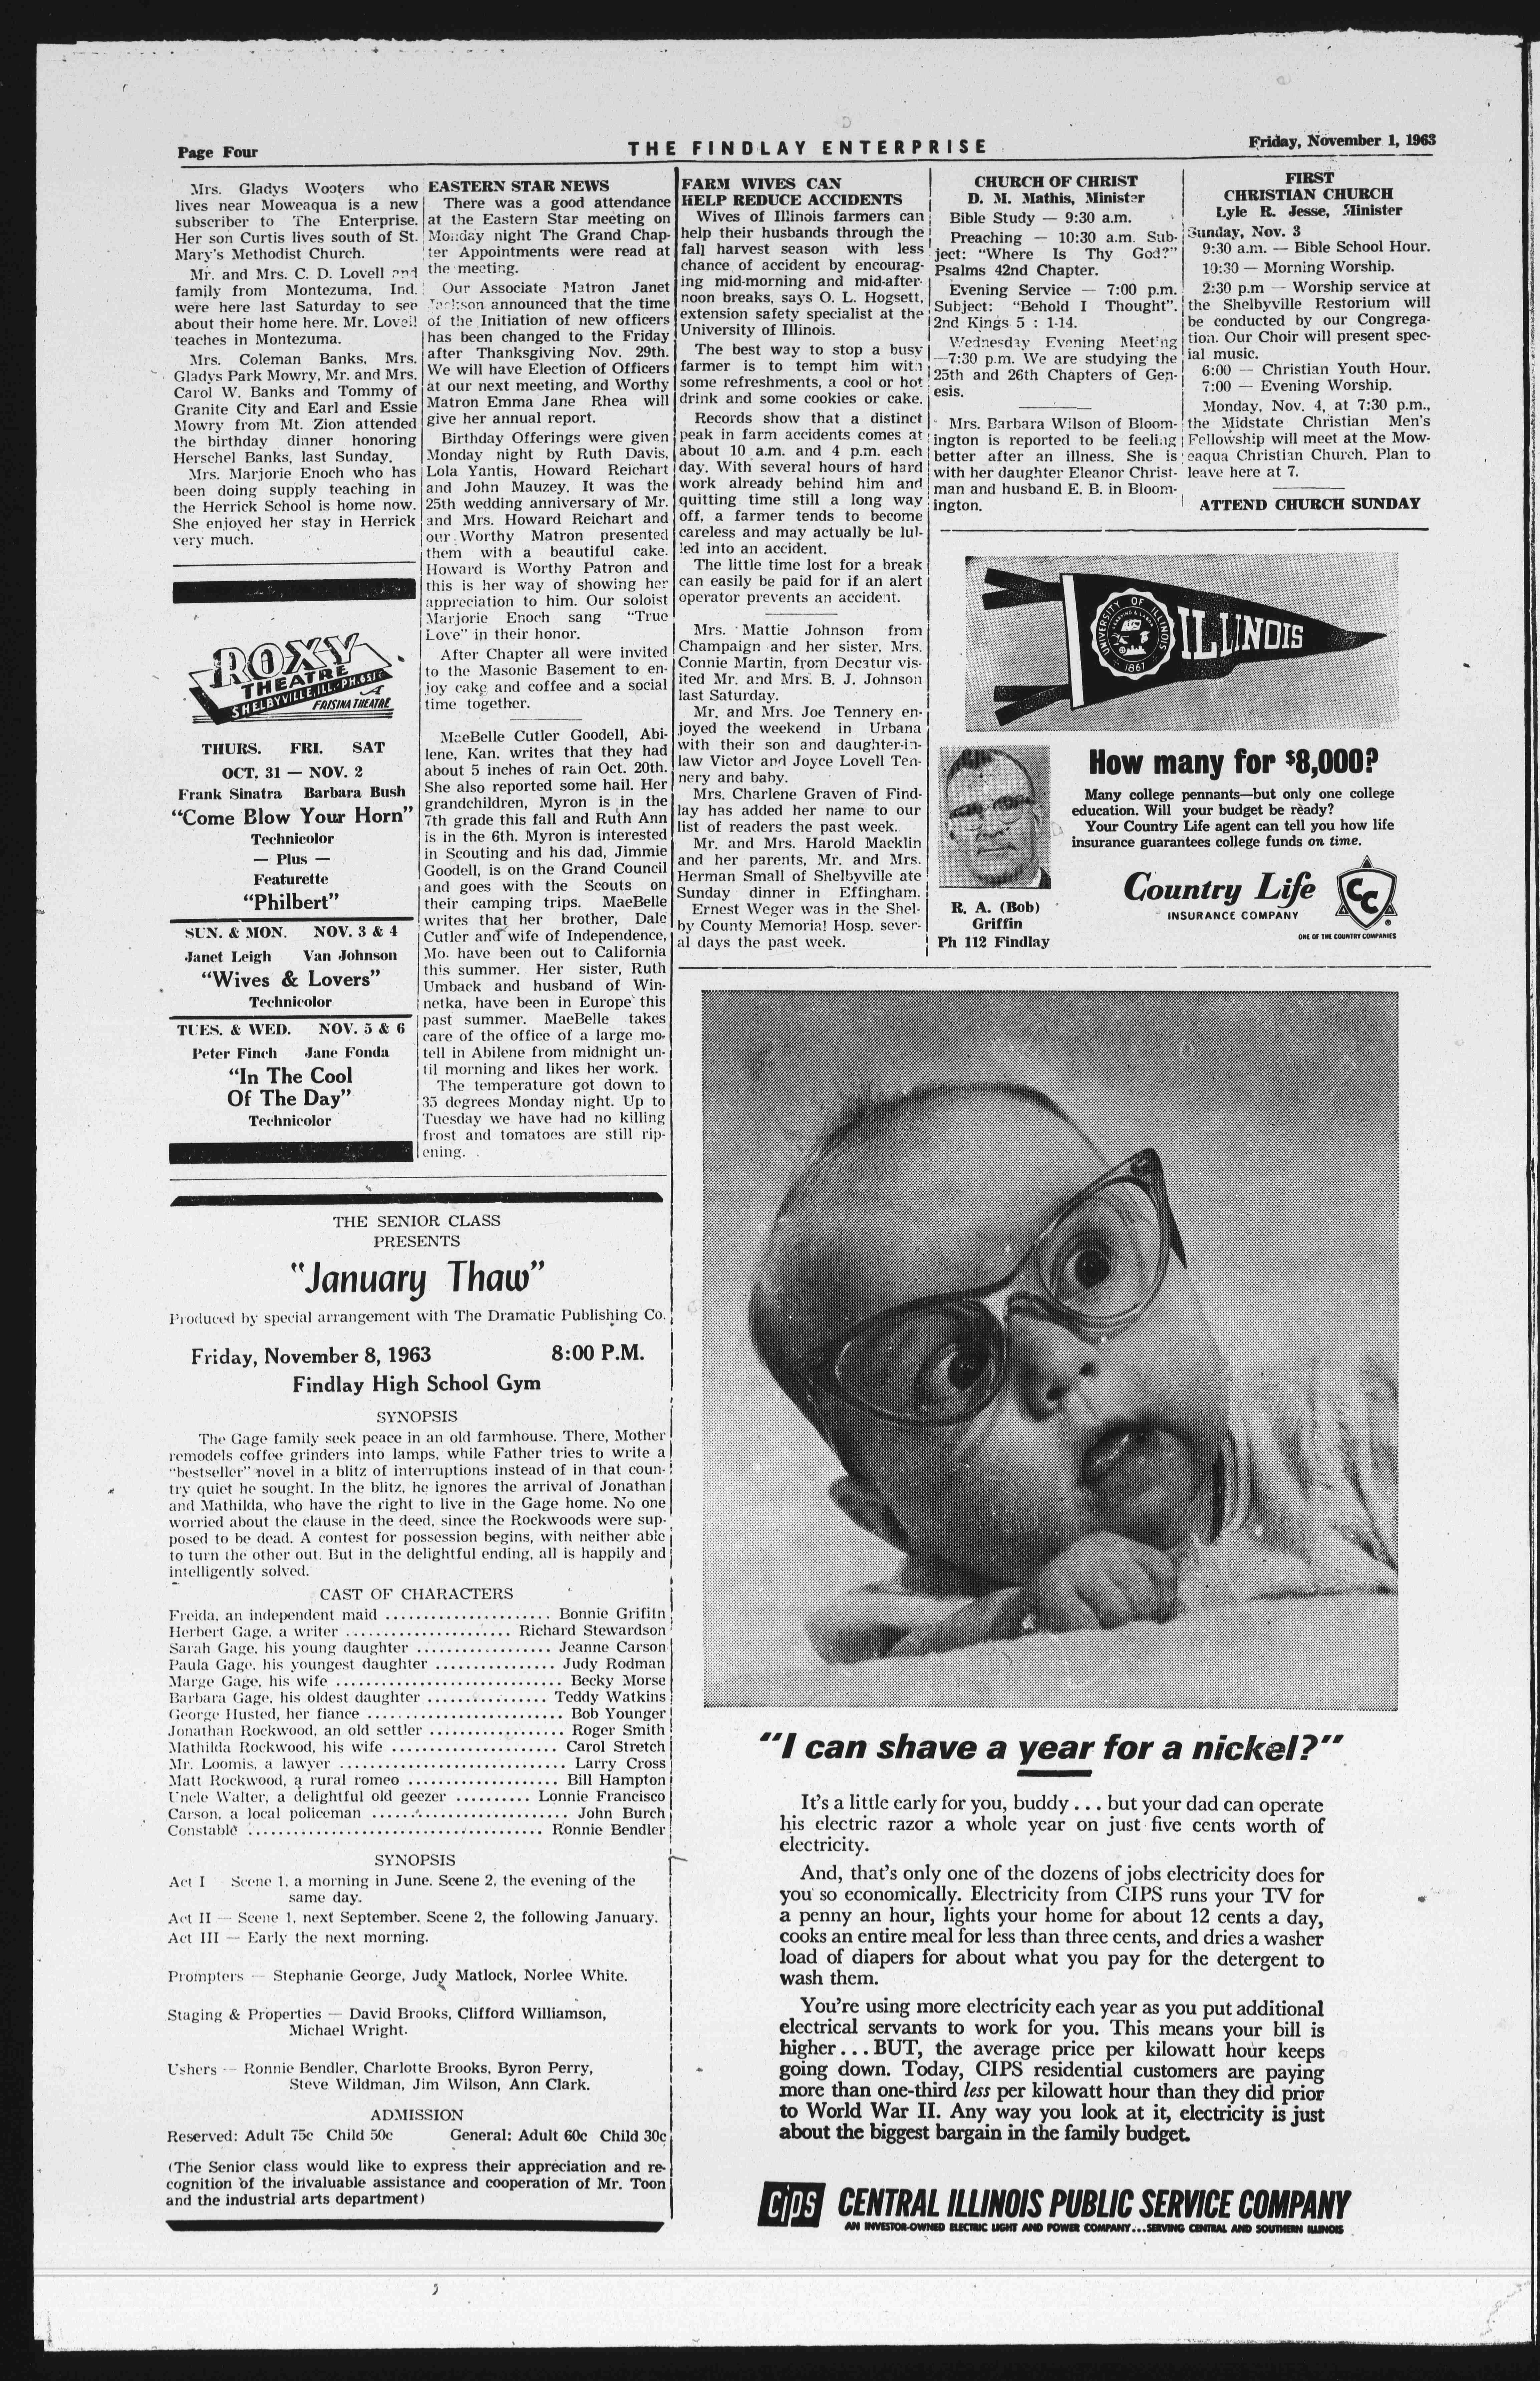 Page Four
THE FINDLAY ENTERPRISE
Friday, November 1, 1963
Mrs. Gladys Wooters who
lives near Moweaqua is a new
subscriber to The Enterprise.
Her son Curtis lives south of St.
Mary's Methodist Church.
Mr. and Mrs. C. D. Lovell and
family from Montezuma, Ind.
were here last Saturday to see
about their home here. Mr. Lovell
teaches in Montezuma.
Mrs. Coleman Banks, Mrs.
Gladys Park Mowry, Mr. and Mrs.
Carol W. Banks and Tommy of
Granite City and Earl and Essie
Mowry from Mt. Zion attended
the birthday dinner honoring
Herschel Banks, last Sunday.
Mrs. Marjorie Enoch who has
been doing supply teaching in
the Herrick School is home now.
She enjoyed her stay in Herrick
very much.
ROXY
THEATRE
SHELBYVILLE, ILL. - PH. 651
A
FRISINA THEATRE
THURS. FRI. SAT
OCT. 31 — NOV. 2
Frank Sinatra Barbara Bush
"Come Blow Your Horn"
Technicolor
— Plus —
Featurette
"Philbert"
SUN. & MON. NOV. 3 & 4
Janet Leigh Van Johnson
"Wives & Lovers"
Technicolor
TUES. & WED. NOV. 5 & 6
Peter Finch Jane Fonda
"In The Cool
Of The Day"
Technicolor
EASTERN STAR NEWS
There was a good attendance
at the Eastern Star meeting on
Monday night The Grand Chap-
ter Appointments were read at
the meeting.
Our Associate Matron Janet
Jackson announced that the time
of the Initiation of new officers
has been changed to the Friday
after Thanksgiving Nov. 29th.
We will have Election of Officers
at our next meeting, and Worthy
Matron Emma Jane Rhea will
give her annual report.
Birthday Offerings were given
Monday night by Ruth Davis,
Lola Yantis, Howard Reichart
and John Mauzey. It was the
25th wedding anniversary of Mr.
and Mrs. Howard Reichart and
our Worthy Matron presented
them with a beautiful cake.
Howard is Worthy Patron and
this is her way of showing her
appreciation to him. Our soloist
Marjorie Enoch sang "True
Love" in their honor.
After Chapter all were invited
to the Masonic Basement to en-
joy cake and coffee and a social
time together.
MaeBelle Cutler Goodell, Abi-
lene, Kan. writes that they had
about 5 inches of rain Oct. 20th.
She also reported some hail. Her
grandchildren, Myron is in the
7th grade this fall and Ruth Ann
is in the 6th. Myron is interested
in Scouting and his dad, Jimmie
Goodell, is on the Grand Council
and goes with the Scouts on
their camping trips. MaeBelle
writes that her brother, Dale
Cutler and wife of Independence,
Mo. have been out to California
this summer. Her sister, Ruth
Umback and husband of Win-
netka, have been in Europe this
past summer. MaeBelle takes
care of the office of a large mo-
tell in Abilene from midnight un-
til morning and likes her work.
The temperature got down to
35 degrees Monday night. Up to
Tuesday we have had no killing
frost and tomatoes are still rip-
ening.
FARM WIVES CAN
HELP REDUCE ACCIDENTS
Wives of Illinois farmers can
help their husbands through the
fall harvest season with less
chance of accident by encourag-
ing mid-morning and mid-after-
noon breaks, says O. L. Hogsett,
extension safety specialist at the
University of Illinois.
The best way to stop a busy
farmer is to tempt him with
some refreshments, a cool or hot
drink and some cookies or cake.
Records show that a distinct
peak in farm accidents comes at
about 10 a.m. and 4 p.m. each
day. With several hours of hard
work already behind him and
quitting time still a long way
off, a farmer tends to become
careless and may actually be lul-
led into an accident.
The little time lost for a break
can easily be paid for if an alert
operator prevents an accident.
Mrs. Mattie Johnson from
Champaign and her sister, Mrs.
Connie Martin, from Decatur vis-
ited Mr. and Mrs. B. J. Johnson
last Saturday.
Mr. and Mrs. Joe Tennery en-
joyed the weekend in Urbana
with their son and daughter-in-
law Victor and Joyce Lovell Ten-
nery and baby.
Mrs. Charlene Graven of Find-
lay has added her name to our
list of readers the past week.
Mr. and Mrs. Harold Macklin
and her parents, Mr. and Mrs.
Herman Small of Shelbyville ate
Sunday dinner in Effingham.
Ernest Weger was in the Shel-
by County Memorial Hosp. sever-
al days the past week.
CHURCH OF CHRIST
D. M. Mathis, Minister
Bible Study — 9:30 a.m.
Preaching — 10:30 a.m. Sub-
ject: "Where Is Thy God?"
Psalms 42nd Chapter.
Evening Service — 7:00 p.m.
Subject: "Behold I Thought".
2nd Kings 5 : 1-14.
Wednesday Evening Meeting
—7:30 p.m. We are studying the
25th and 26th Chapters of Gen-
esis.
Mrs. Barbara Wilson of Bloom-
ington is reported to be feeling
better after an illness. She is
with her daughter Eleanor Christ-
man and husband E. B. in Bloom-
ington.
FIRST
CHRISTIAN CHURCH
Lyle R. Jesse, Minister
Sunday, Nov. 3
9:30 a.m. — Bible School Hour.
10:30 — Morning Worship.
2:30 p.m — Worship service at
the Shelbyville Restorium will
be conducted by our Congrega-
tion. Our Choir will present spec-
ial music.
6:00 — Christian Youth Hour.
7:00 — Evening Worship.
Monday, Nov. 4, at 7:30 p.m.,
the Midstate Christian Men's
Fellowship will meet at the Mow-
eaqua Christian Church. Plan to
leave here at 7.
ATTEND CHURCH SUNDAY
UNIVERSITY OF ILLINOIS
1867
ILLINOIS
R. A. (Bob)
Griffin
Ph 112 Findlay
How many for $8,000?
Many college pennants—but only one college
education. Will your budget be ready?
Your Country Life agent can tell you how life
insurance guarantees college funds on time.
Country Life
INSURANCE COMPANY
CC
®
ONE OF THE COUNTRY COMPANIES
THE SENIOR CLASS
PRESENTS
"January Thaw"
Produced by special arrangement with The Dramatic Publishing Co.
Friday, November 8, 1963 8:00 P.M.
Findlay High School Gym
SYNOPSIS
The Gage family seek peace in an old farmhouse. There, Mother
remodels coffee grinders into lamps, while Father tries to write a
"bestseller" novel in a blitz of interruptions instead of in that coun-
try quiet he sought. In the blitz, he ignores the arrival of Jonathan
and Mathilda, who have the right to live in the Gage home. No one
worried about the clause in the deed, since the Rockwoods were sup-
posed to be dead. A contest for possession begins, with neither able
to turn the other out. But in the delightful ending, all is happily and
intelligently solved.
CAST OF CHARACTERS
Freida, an independent maid ...................... Bonnie Grifiln
Herbert Gage, a writer ...................... Richard Stewardson
Sarah Gage, his young daughter .................. Jeanne Carson
Paula Gage, his youngest daughter ................ Judy Rodman
Marge Gage, his wife .............................. Becky Morse
Barbara Gage, his oldest daughter ................ Teddy Watkins
George Husted, her fiance .......................... Bob Younger
Jonathan Rockwood, an old settler .................. Roger Smith
Mathilda Rockwood, his wife ...................... Carol Stretch
Mr. Loomis, a lawyer .............................. Larry Cross
Matt Rockwood, a rural romeo .................... Bill Hampton
Uncle Walter, a delightful old geezer .......... Lonnie Francisco
Carson, a local policeman .......................... John Burch
Constable ....................................... Ronnie Bendler
SYNOPSIS
Act I Scene 1, a morning in June. Scene 2, the evening of the
same day.
Act II — Scene 1, next September. Scene 2, the following January.
Act III — Early the next morning.
Prompters — Stephanie George, Judy Matlock, Norlee White.
Staging & Properties — David Brooks, Clifford Williamson,
Michael Wright.
Ushers — Ronnie Bendler, Charlotte Brooks, Byron Perry,
Steve Wildman, Jim Wilson, Ann Clark.
ADMISSION
Reserved: Adult 75c Child 50c General: Adult 60c Child 30c
(The Senior class would like to express their appreciation and re-
cognition of the invaluable assistance and cooperation of Mr. Toon
and the industrial arts department)
"I can shave a year for a nickel?"
It's a little early for you, buddy . . . but your dad can operate
his electric razor a whole year on just five cents worth of
electricity.
And, that's only one of the dozens of jobs electricity does for
you so economically. Electricity from CIPS runs your TV for
a penny an hour, lights your home for about 12 cents a day,
cooks an entire meal for less than three cents, and dries a washer
load of diapers for about what you pay for the detergent to
wash them.
You're using more electricity each year as you put additional
electrical servants to work for you. This means your bill is
higher . . . BUT, the average price per kilowatt hour keeps
going down. Today, CIPS residential customers are paying
more than one-third less per kilowatt hour than they did prior
to World War II. Any way you look at it, electricity is just
about the biggest bargain in the family budget.
cips CENTRAL ILLINOIS PUBLIC SERVICE COMPANY
AN INVESTOR-OWNED ELECTRIC LIGHT AND POWER COMPANY...SERVING CENTRAL AND SOUTHERN ILLINOIS